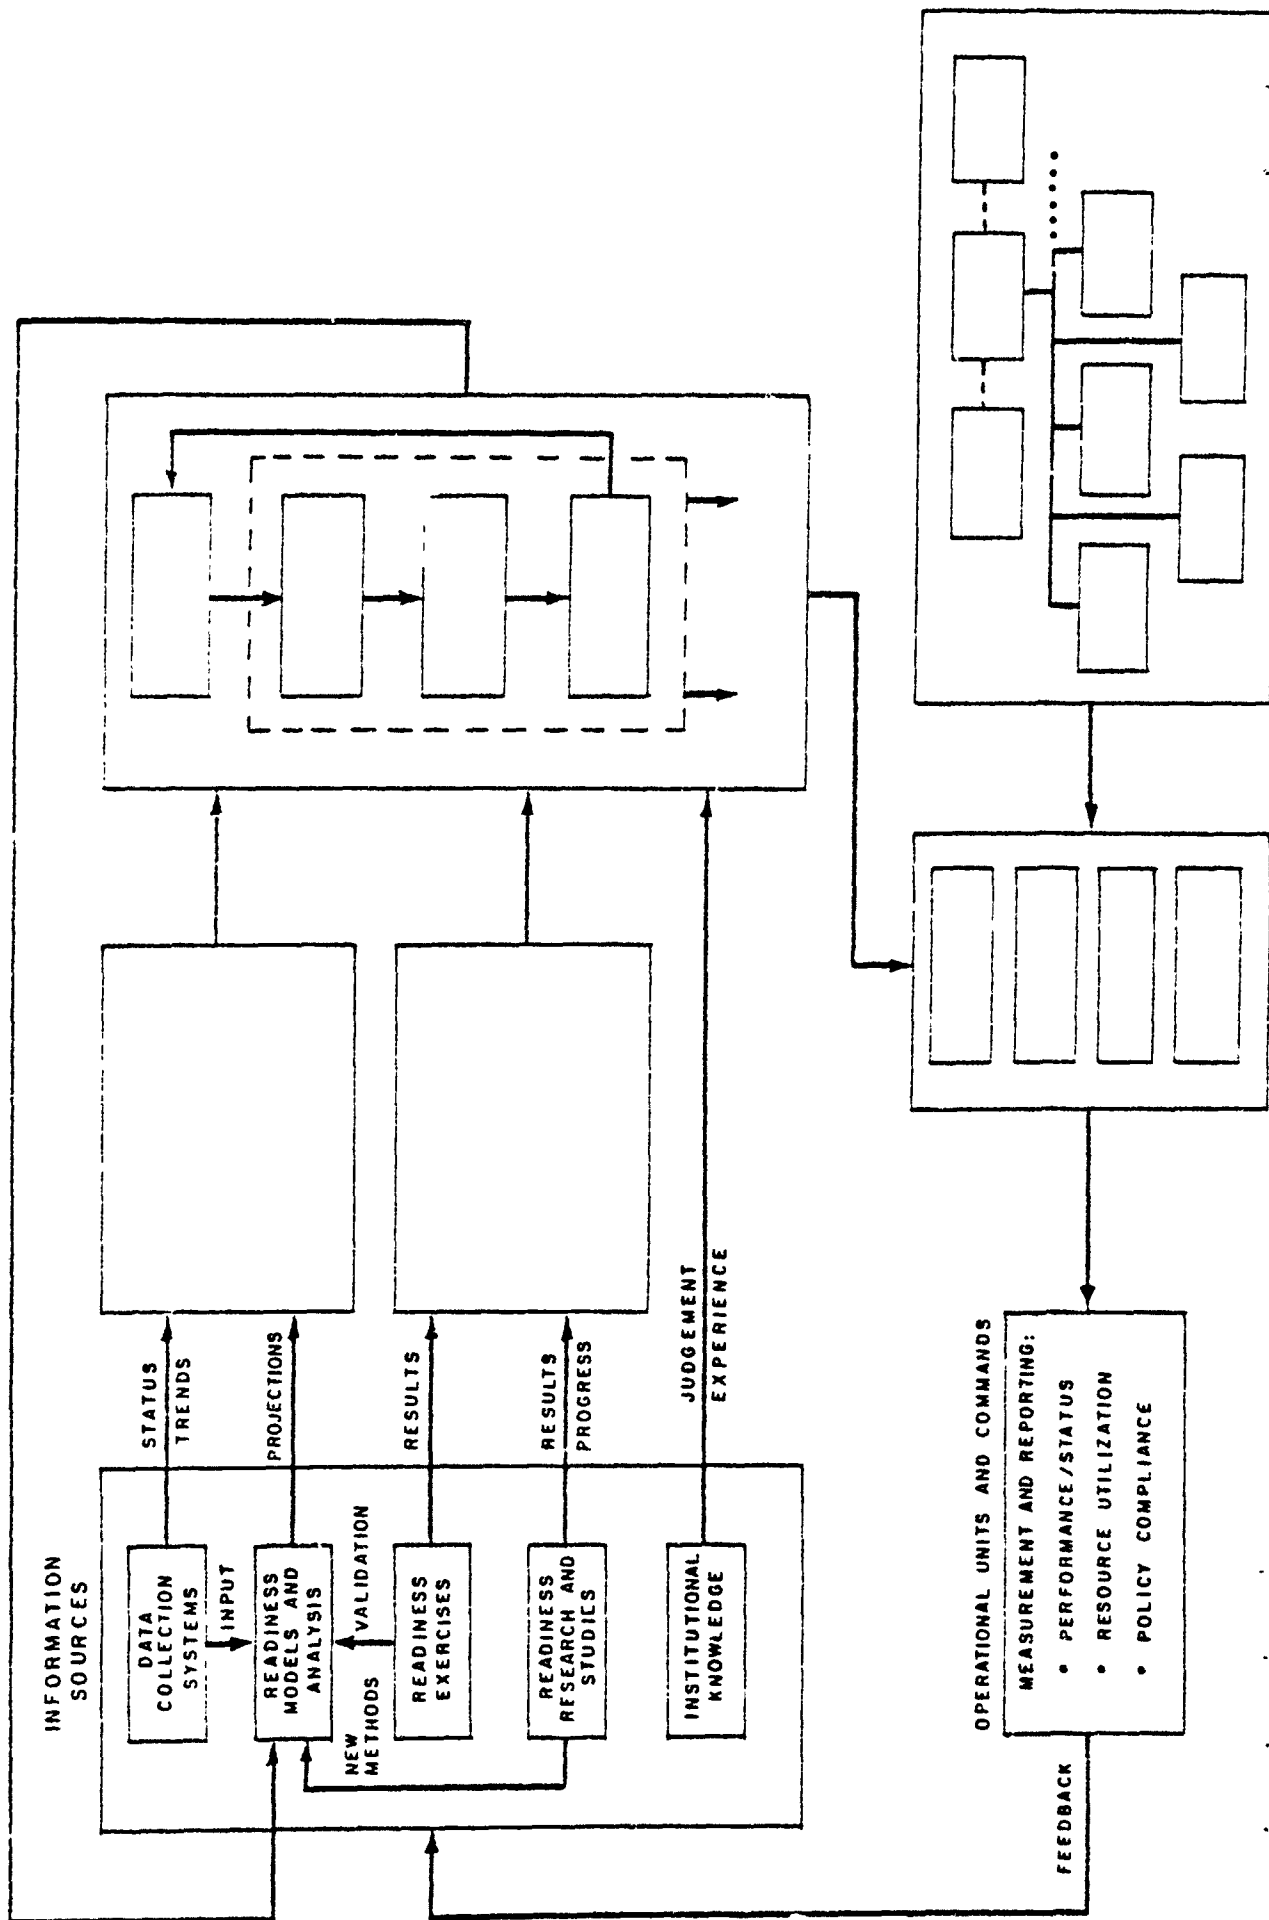 INFORMATION
SOURCES
DATA
COLLECTION
SYSTEMS
INPUT
READINESS
MODELS AND
ANALYSIS
VALIDATION
NEW
METHODS
READINESS
EXERCISES
READINESS
RESEARCH AND
STUDIES
INSTITUTIONAL
KNOWLEDGE
STATUS
TRENDS
PROJECTIONS
RESULTS
RESULTS
PROGRESS
JUDGEMENT
EXPERIENCE
OPERATIONAL UNITS AND COMMANDS
MEASUREMENT AND REPORTING:
• PERFORMANCE/STATUS
• RESOURCE UTILIZATION
• POLICY COMPLIANCE
FEEDBACK